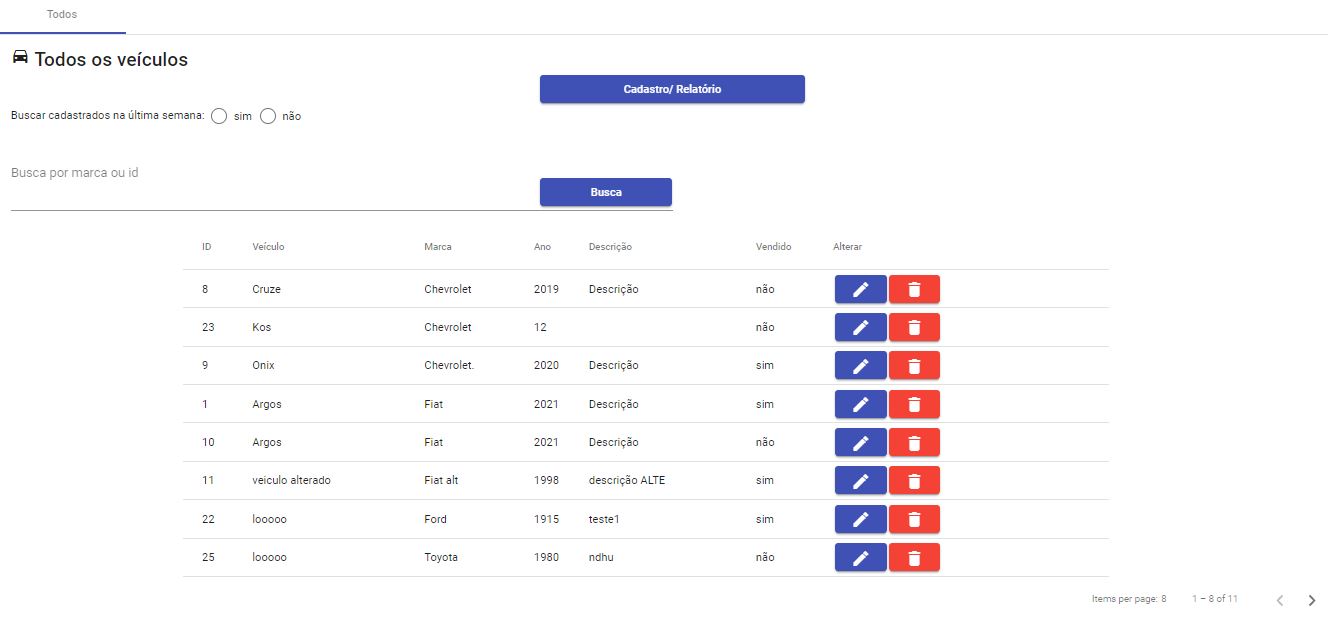 Todos
Todos os veículos
Cadastro/ Relatório
Buscar cadastrados na última semana: sim não
Busca por marca ou id
Busca
ID Veículo Marca Ano Descrição Vendido Alterar
8 Cruze Chevrolet 2019 Descrição não
23 Kos Chevrolet 12 não
9 Onix Chevrolet. 2020 Descrição sim
1 Argos Fiat 2021 Descrição sim
10 Argos Fiat 2021 Descrição não
11 veiculo alterado Fiat alt 1998 descrição ALTE sim
22 looooo Ford 1915 teste1 sim
25 looooo Toyota 1980 ndhu não
Items per page: 8 1 – 8 of 11